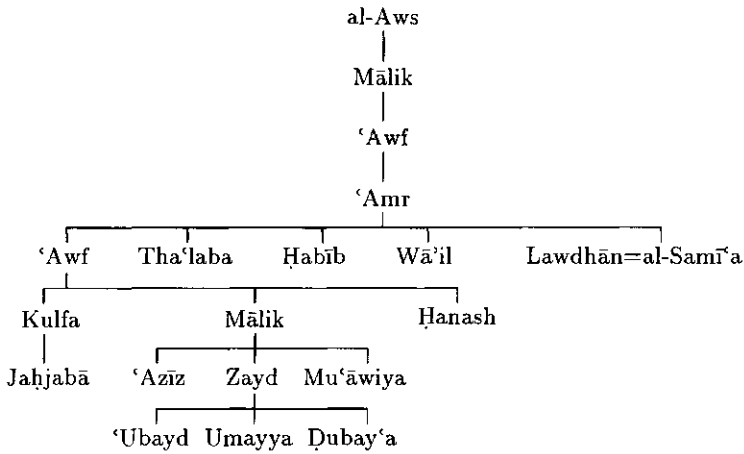 al-Aws
Mālik
ʿAwf
ʿAmr
ʿAwf Thaʿlaba Ḥabīb Wāʾil Lawdhān=al-Samīʿa
Kulfa Mālik Ḥanash
Jaḥjabā ʿAzīz Zayd Muʿāwiya
ʿUbayd Umayya Ḍubayʿa